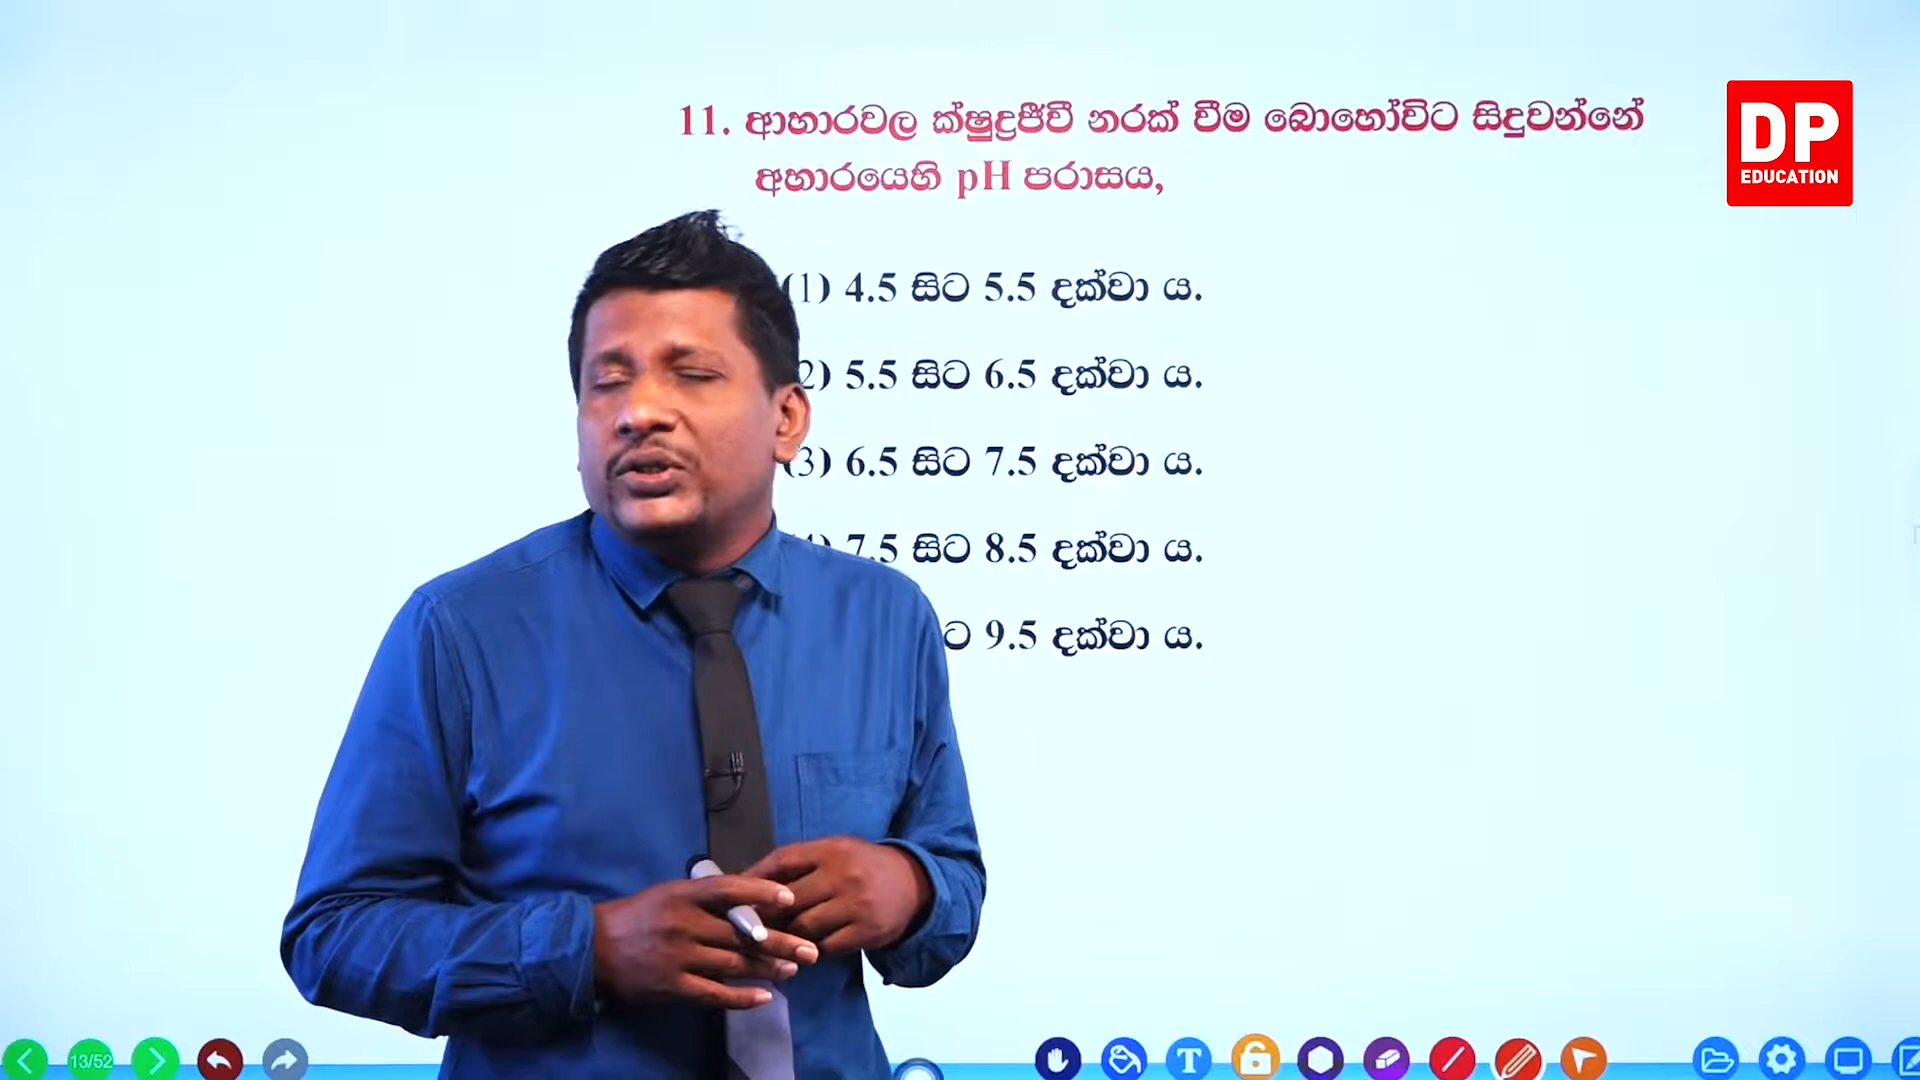 11. ආහාරවල ක්ෂුද්‍රජීවී නරක් වීම බොහෝවිට සිදුවන්නේ
අහාරයෙහි pH පරාසය,
DP
EDUCATION
(1) 4.5 සිට 5.5 දක්වා ය.
2) 5.5 සිට 6.5 දක්වා ය.
(3) 6.5 සිට 7.5 දක්වා ය.
7.5 සිට 8.5 දක්වා ය.
9.5 දක්වා ය.
13/52
T